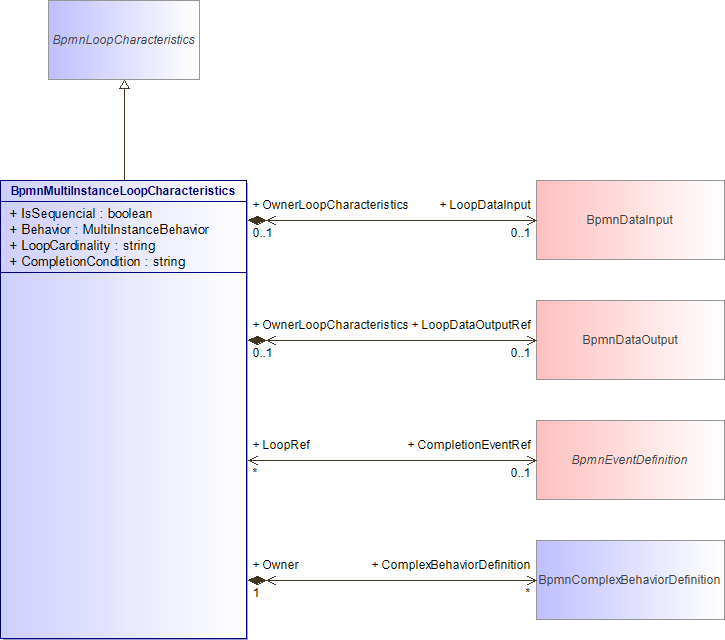 BpmnLoopCharacteristics
BpmnMultiInstanceLoopCharacteristics
+ IsSequencial : boolean
+ Behavior : MultiInstanceBehavior
+ LoopCardinality : string
+ CompletionCondition : string
+ OwnerLoopCharacteristics
+ LoopDataInput
0..1
0..1
BpmnDataInput
+ OwnerLoopCharacteristics
+ LoopDataOutputRef
0..1
0..1
BpmnDataOutput
+ LoopRef
+ CompletionEventRef
*
0..1
BpmnEventDefinition
+ Owner
+ ComplexBehaviorDefinition
1
*
BpmnComplexBehaviorDefinition